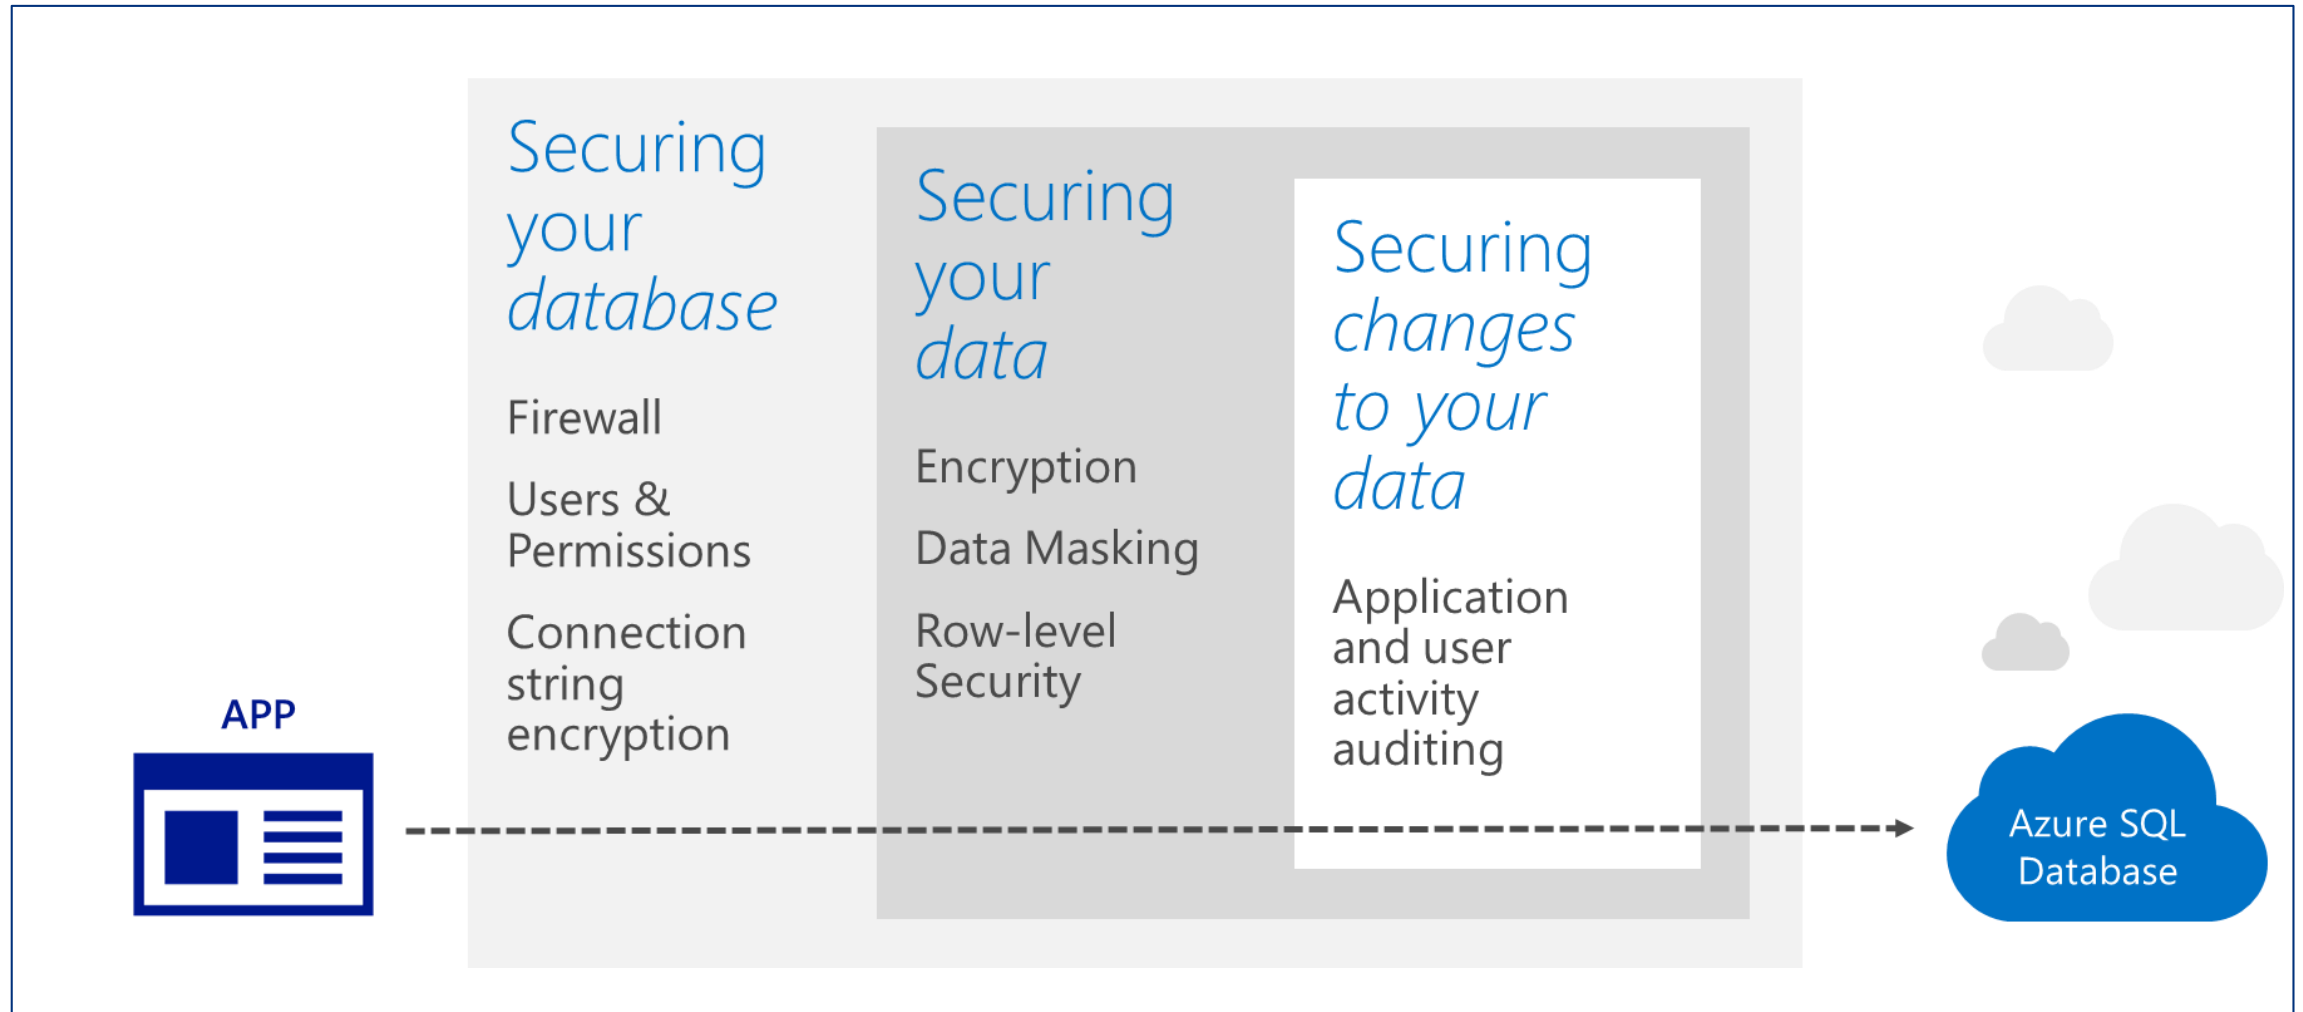 Securing
your
database
Firewall
Users &
Permissions
Connection
string
encryption
Securing
your
data
Encryption
Data Masking
Row-level
Security
Securing
changes
to your
data
Application
and user
activity
auditing
APP
Azure SQL
Database